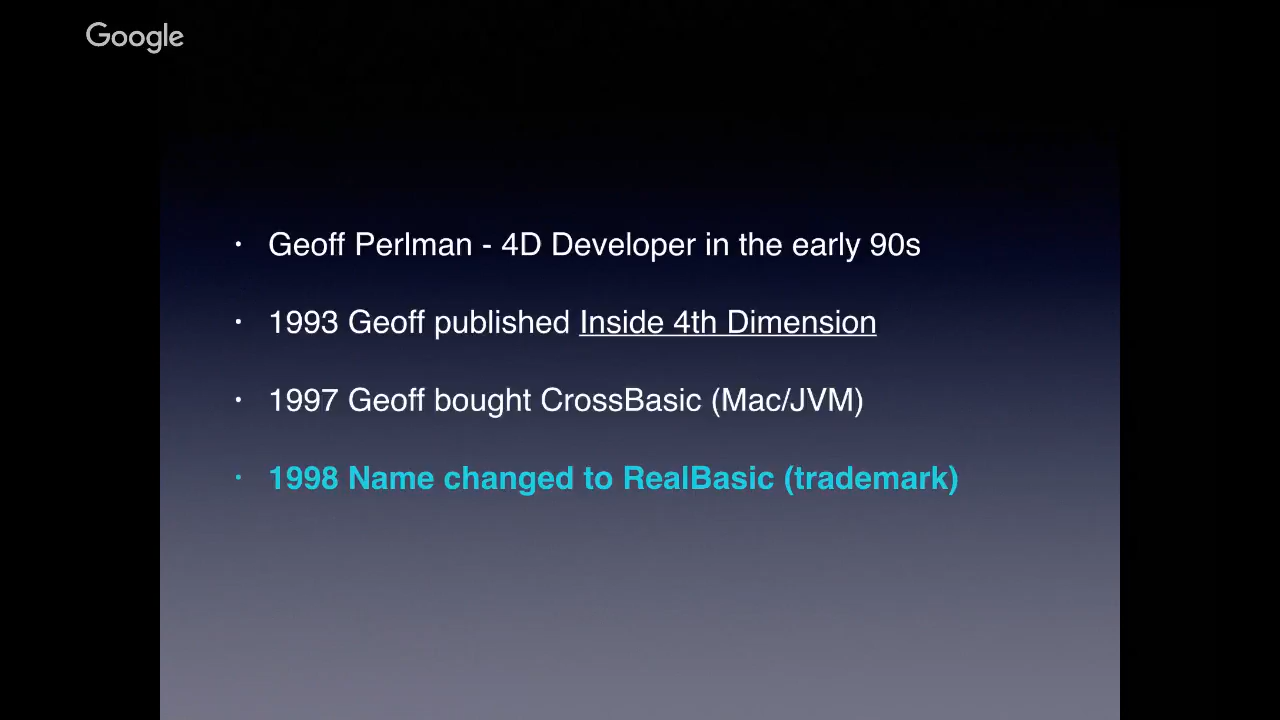 Google
• Geoff Perlman - 4D Developer in the early 90s
• 1993 Geoff published Inside 4th Dimension
• 1997 Geoff bought CrossBasic (Mac/JVM)
• 1998 Name changed to RealBasic (trademark)